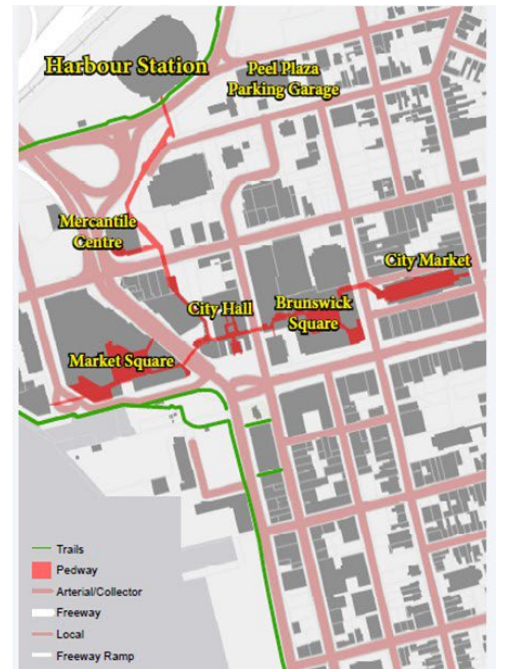 Harbour Station
Peel Plaza
Parking Garage
Mercantile
Centre
City Market
City Hall
Brunswick
Square
Market Square
Trails
Pedway
Arterial/Collector
Freeway
Local
Freeway Ramp